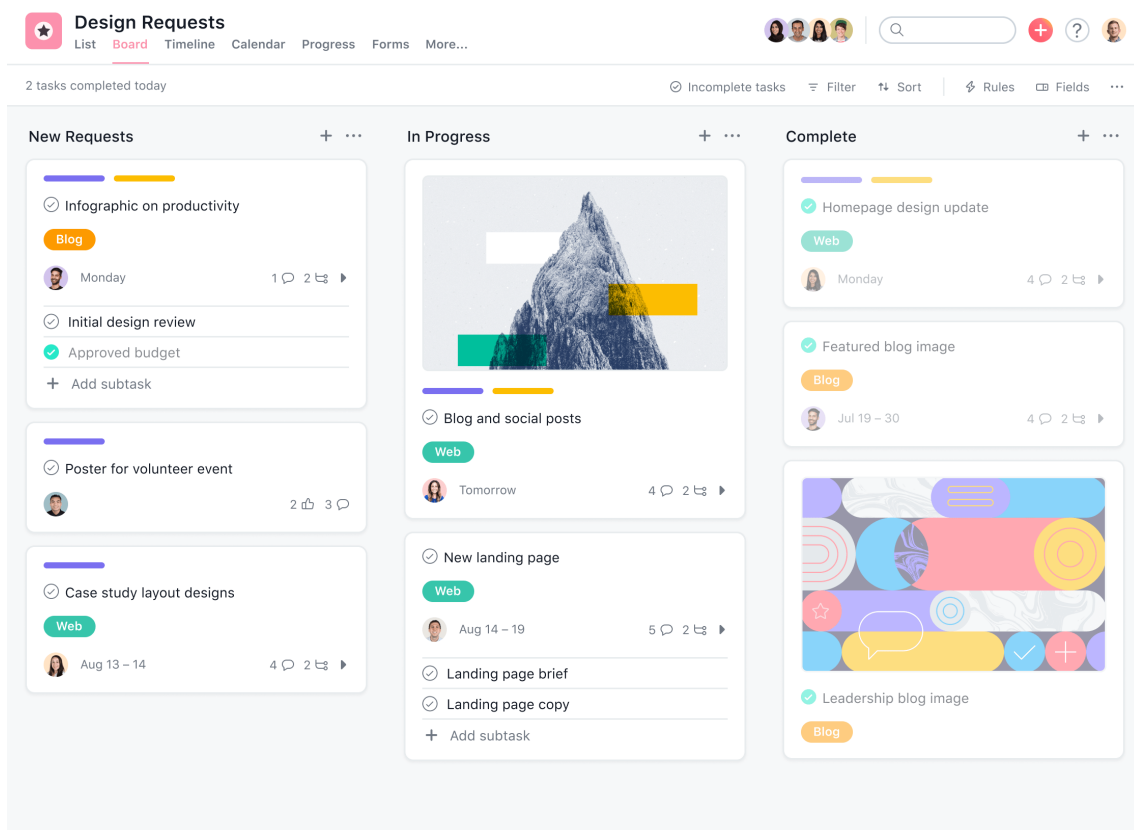 Design Requests
List Board Timeline Calendar Progress Forms More...
?
2 tasks completed today
Incomplete tasks Filter Sort Rules Fields
New Requests
Infographic on productivity
Blog
Monday 1 2
Initial design review
Approved budget
Add subtask
Poster for volunteer event
2 3
Case study layout designs
Web
Aug 13 – 14 4 2
In Progress
Blog and social posts
Web
Tomorrow 4 2
New landing page
Web
Aug 14 – 19 5 2
Landing page brief
Landing page copy
Add subtask
Complete
Homepage design update
Web
Monday 4 2
Featured blog image
Blog
Jul 19 – 30 4 2
Leadership blog image
Blog